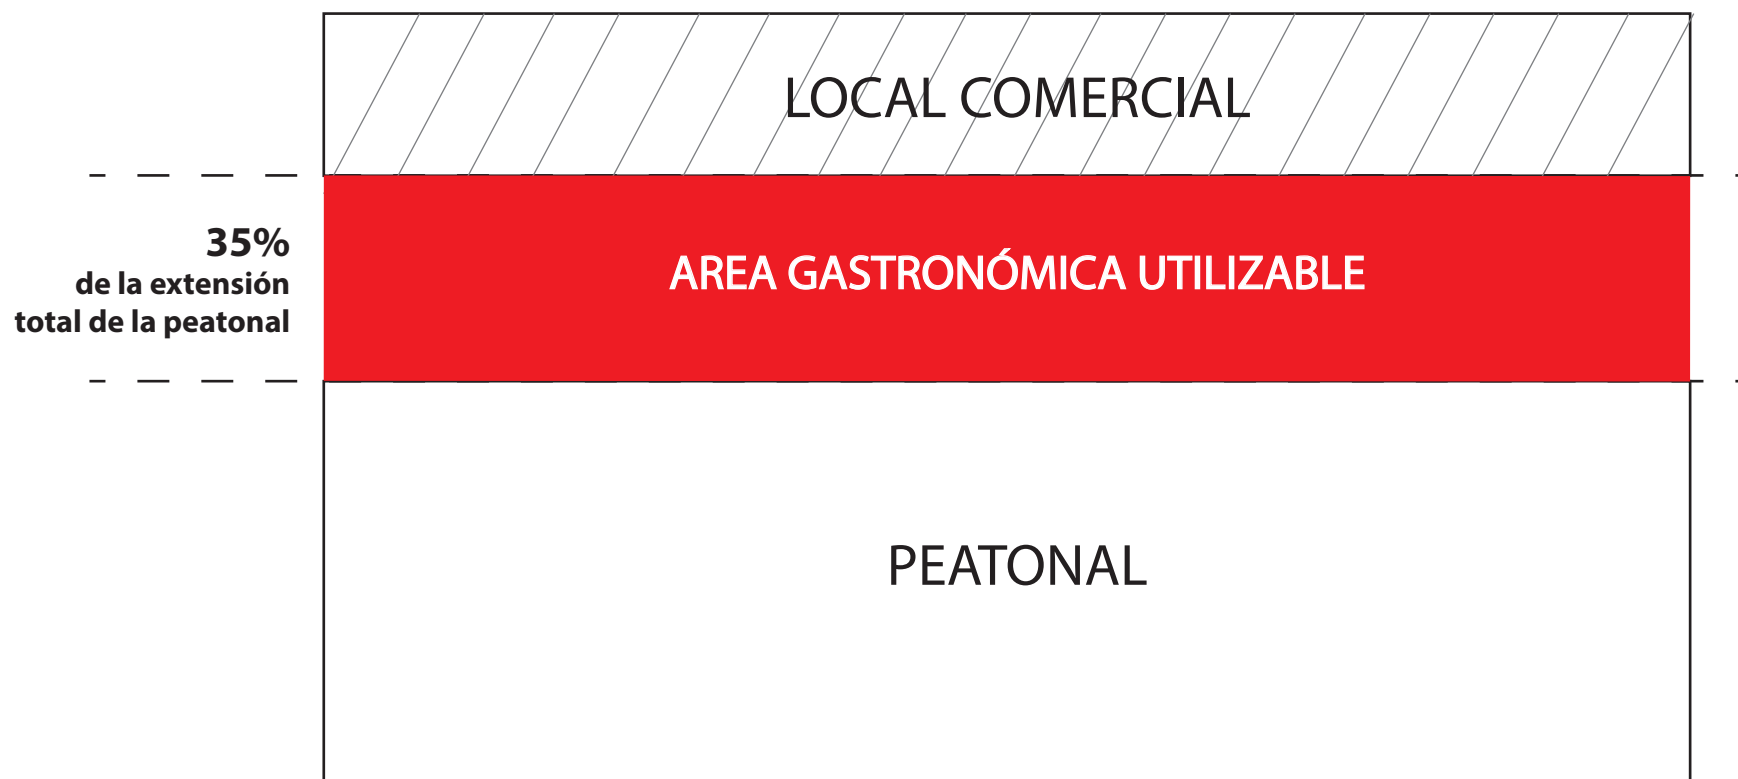 LOCAL COMERCIAL
35%
de la extensión
total de la peatonal
AREA GASTRONÓMICA UTILIZABLE
PEATONAL